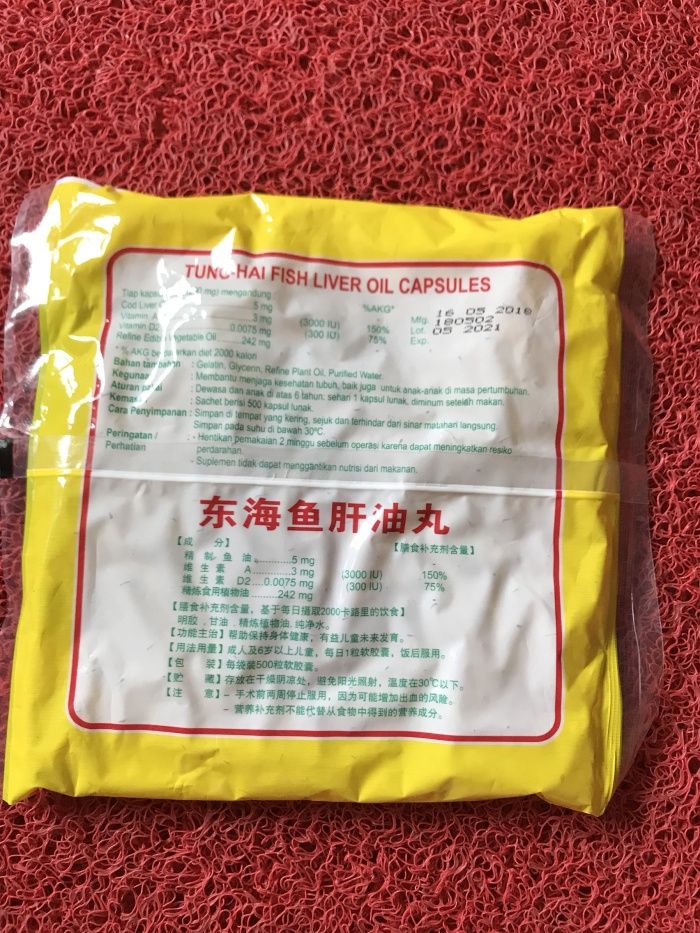 TUNG-HAI FISH LIVER OIL CAPSULES
Tiap kapsul mg) mengandung :
%AKG*
Cod Liver 5 mg
Vitamin A 3 mg (3000 IU) 150%
Vitamin D2 0.0075 mg (300 IU) 75%
Refine Edible Vegetable Oil 242 mg
* % AKG berdasarkan diet 2000 kalori
Mfg. 16 05 2018
Lot. 180502
Exp. 05 2021
Bahan tambahan : Gelatin, Glycerin, Refine Plant Oil, Purified Water.
Kegunaan : Membantu menjaga kesehatan tubuh, baik juga untuk anak-anak di masa pertumbuhan.
Aturan pakai : Dewasa dan anak di atas 6 tahun: sehari 1 kapsul lunak, diminum setelah makan.
Kemasan : Sachet berisi 500 kapsul lunak.
Cara Penyimpanan : Simpan di tempat yang kering, sejuk dan terhindar dari sinar matahari langsung.
Simpan pada suhu di bawah 30°C.
Peringatan / : - Hentikan pemakaian 2 minggu sebelum operasi karena dapat meningkatkan resiko
Perhatian perdarahan.
- Suplemen tidak dapat menggantikan nutrisi dari makanan.
东海鱼肝油丸
【成 分】 【膳食补充剂含量】
精 制 鱼 油............5 mg -
维 生 素 A............3 mg (3000 IU) 150%
维 生 素 D2....0.0075 mg (300 IU) 75%
精炼食用植物油........242 mg -
【膳食补充剂含量，基于每日摄取2000卡路里的饮食】
明胶﹑甘油﹑精炼植物油﹑纯净水。
【功能主治】帮助保持身体健康，有益儿童未来发育。
【用法用量】成人及6岁以上儿童，每日1粒软胶囊，饭后服用。
【包 装】每袋装500粒软胶囊。
【贮 藏】存放在干燥阴凉处，避免阳光照射，温度在30℃以下。
【注 意】- 手术前两周停止服用，因为可能增加出血的风险。
- 营养补充剂不能代替从食物中得到的营养成分。